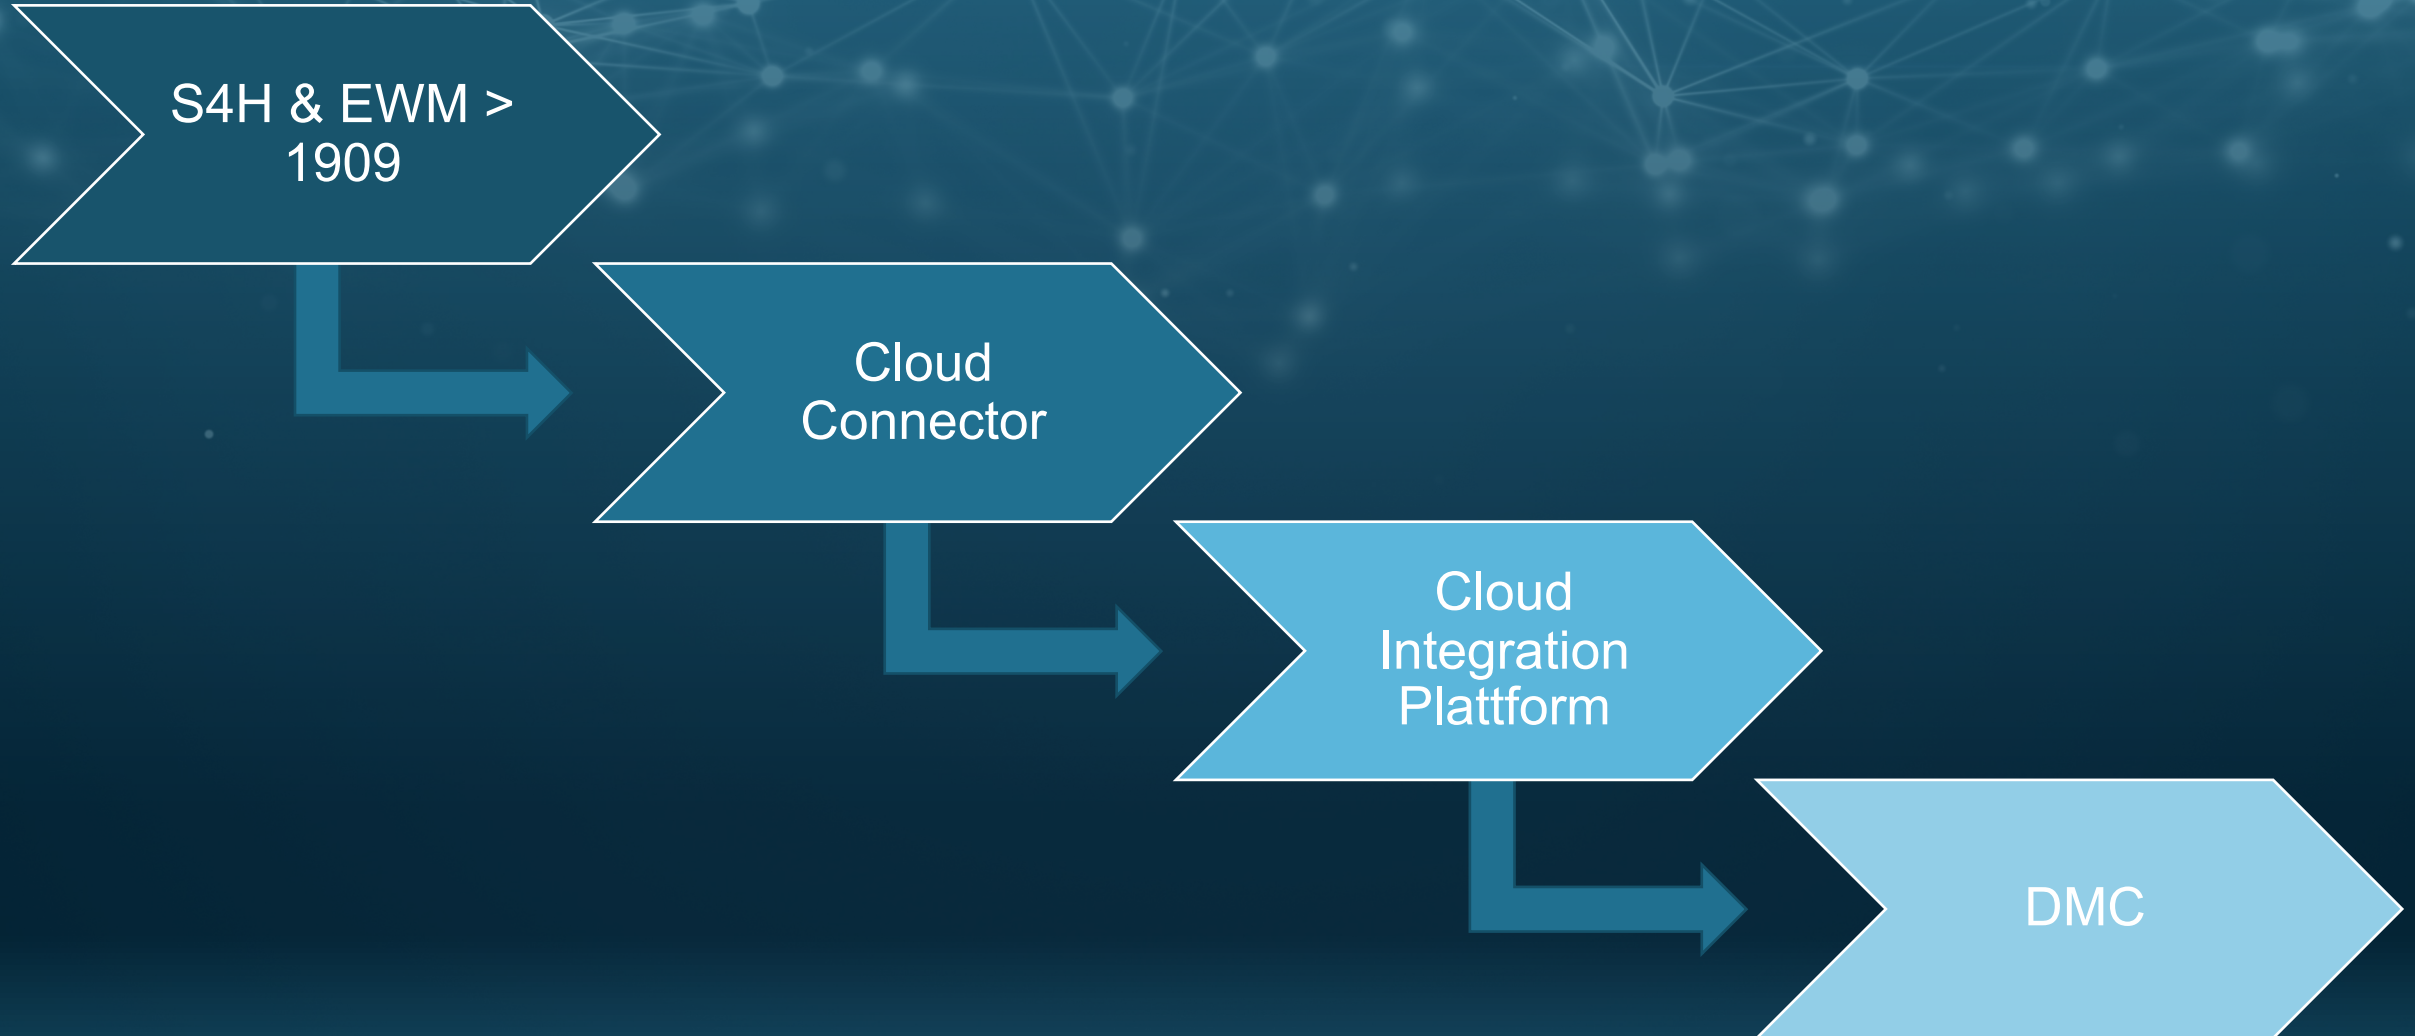 S4H & EWM >
1909
Cloud
Connector
Cloud
Integration
Plattform
DMC